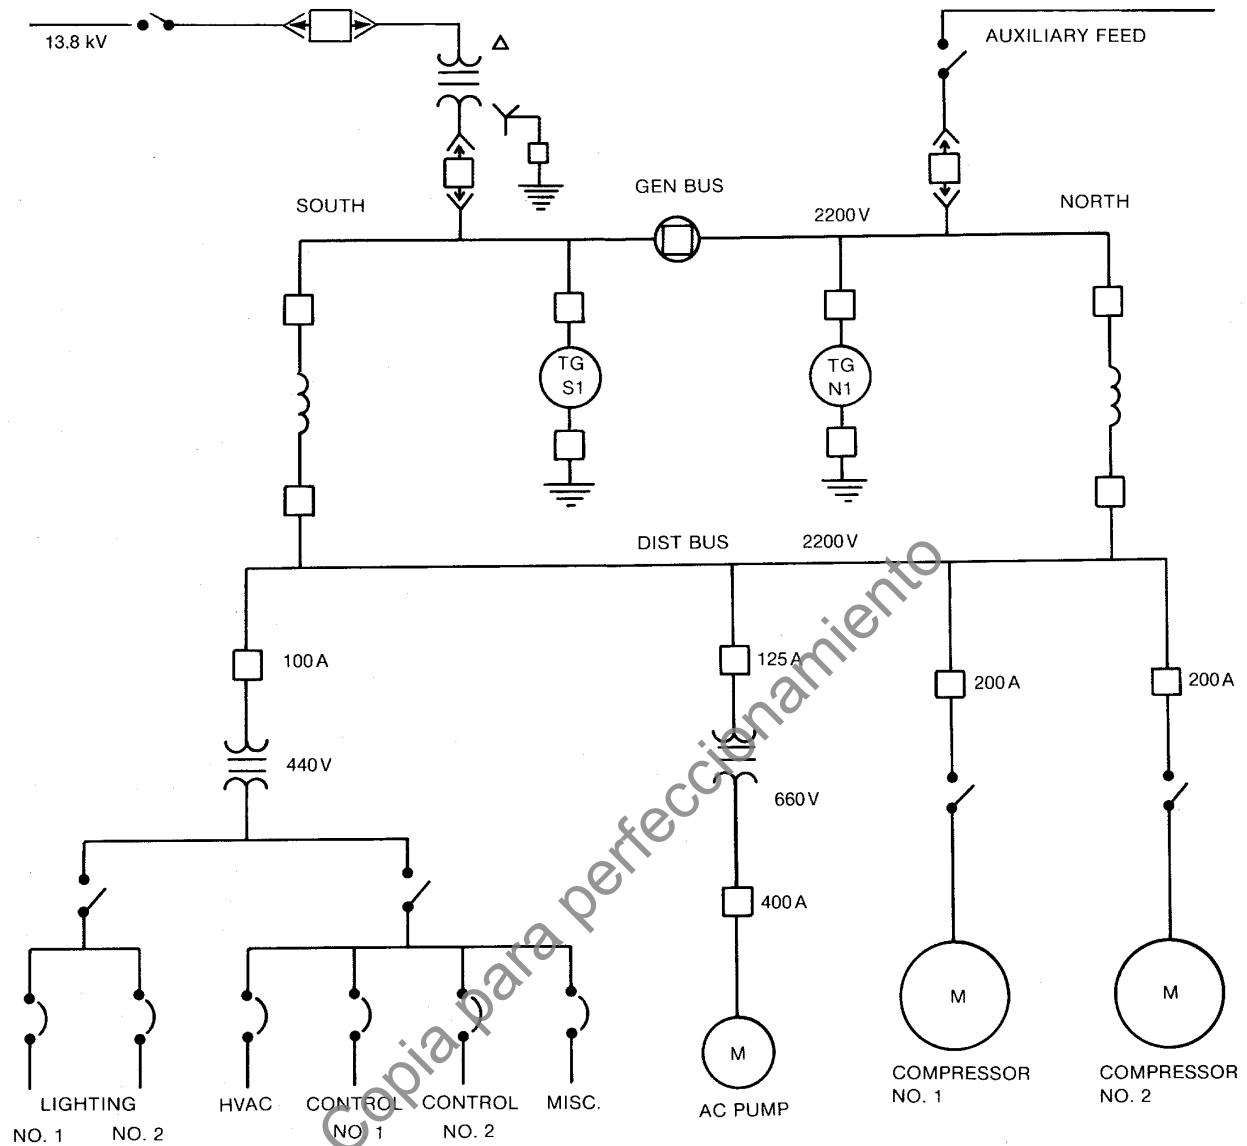 13.8 kV
Δ
AUXILIARY FEED
SOUTH
GEN BUS
2200V
NORTH
TG
S1
TG
N1
DIST BUS
2200V
100A
125A
200A
200A
440V
660V
400A
M
M
M
LIGHTING
NO. 1
NO. 2
HVAC
CONTROL
NO. 1
CONTROL
NO. 2
MISC.
AC PUMP
COMPRESSOR
NO. 1
COMPRESSOR
NO. 2
Copia para perfeccionamiento